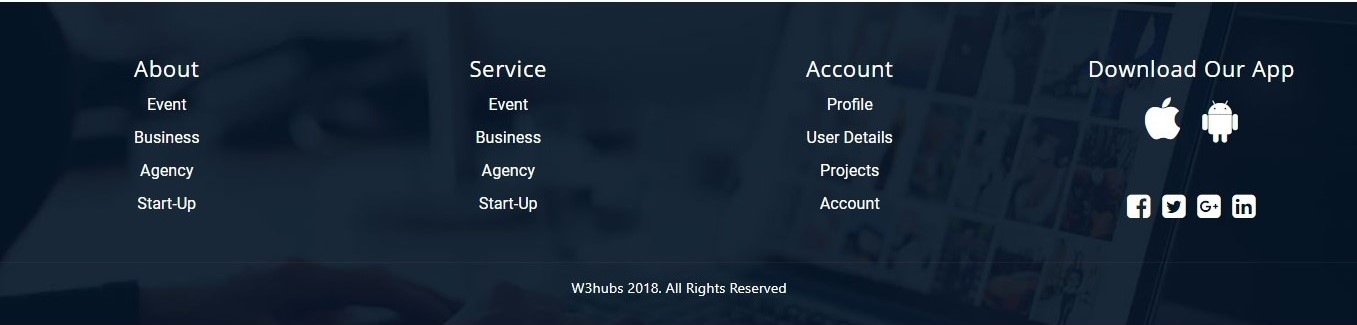 About
Event
Business
Agency
Start-Up
Service
Event
Business
Agency
Start-Up
Account
Profile
User Details
Projects
Account
Download Our App
W3hubs 2018. All Rights Reserved